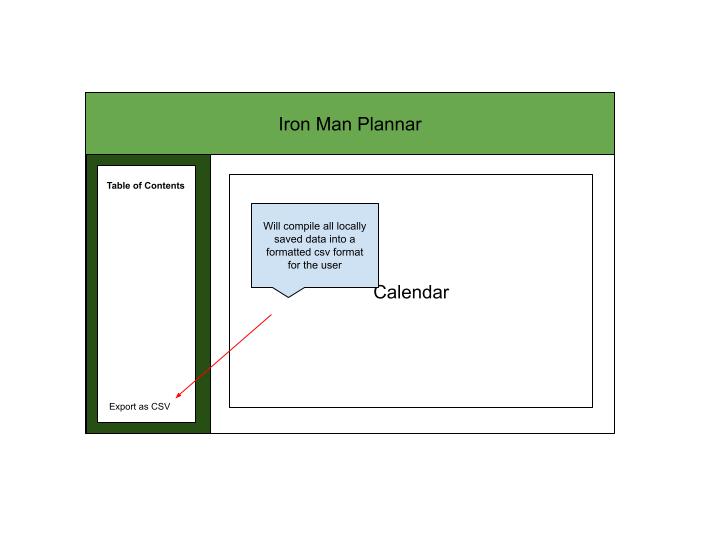 Iron Man Plannar
Table of Contents
Will compile all locally
saved data into a
formatted csv format
for the user
Calendar
Export as CSV